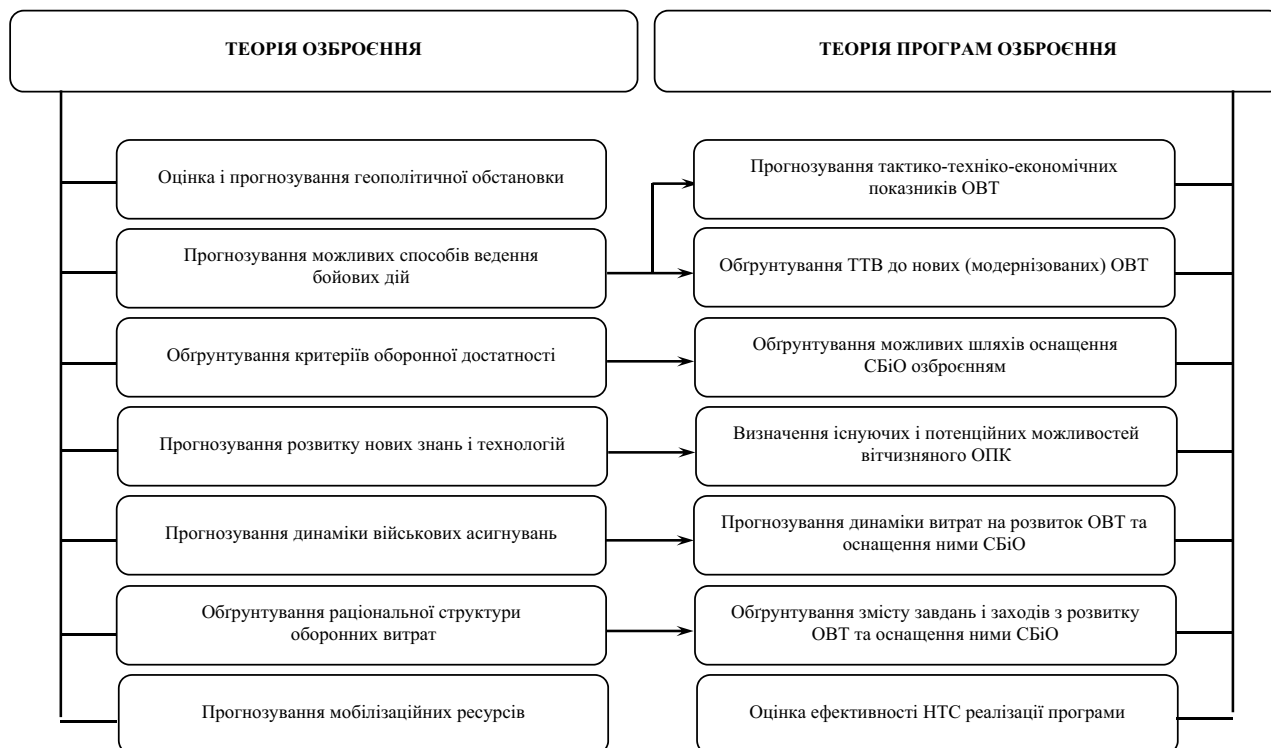 ТЕОРІЯ ОЗБРОЄННЯ
ТЕОРІЯ ПРОГРАМ ОЗБРОЄННЯ
Оцінка і прогнозування геополітичної обстановки
Прогнозування тактико-техніко-економічних
показників ОВТ
Прогнозування можливих способів ведення
бойових дій
Обґрунтування ТТВ до нових (модернізованих) ОВТ
Обґрунтування критеріїв оборонної достатності
Обґрунтування можливих шляхів оснащення
СБіО озброєнням
Прогнозування розвитку нових знань і технологій
Визначення існуючих і потенційних можливостей
вітчизняного ОПК
Прогнозування динаміки військових асигнувань
Прогнозування динаміки витрат на розвиток ОВТ та
оснащення ними СБіО
Обґрунтування раціональної структури
оборонних витрат
Обґрунтування змісту завдань і заходів з розвитку
ОВТ та оснащення ними СБіО
Прогнозування мобілізаційних ресурсів
Оцінка ефективності НТС реалізації програми